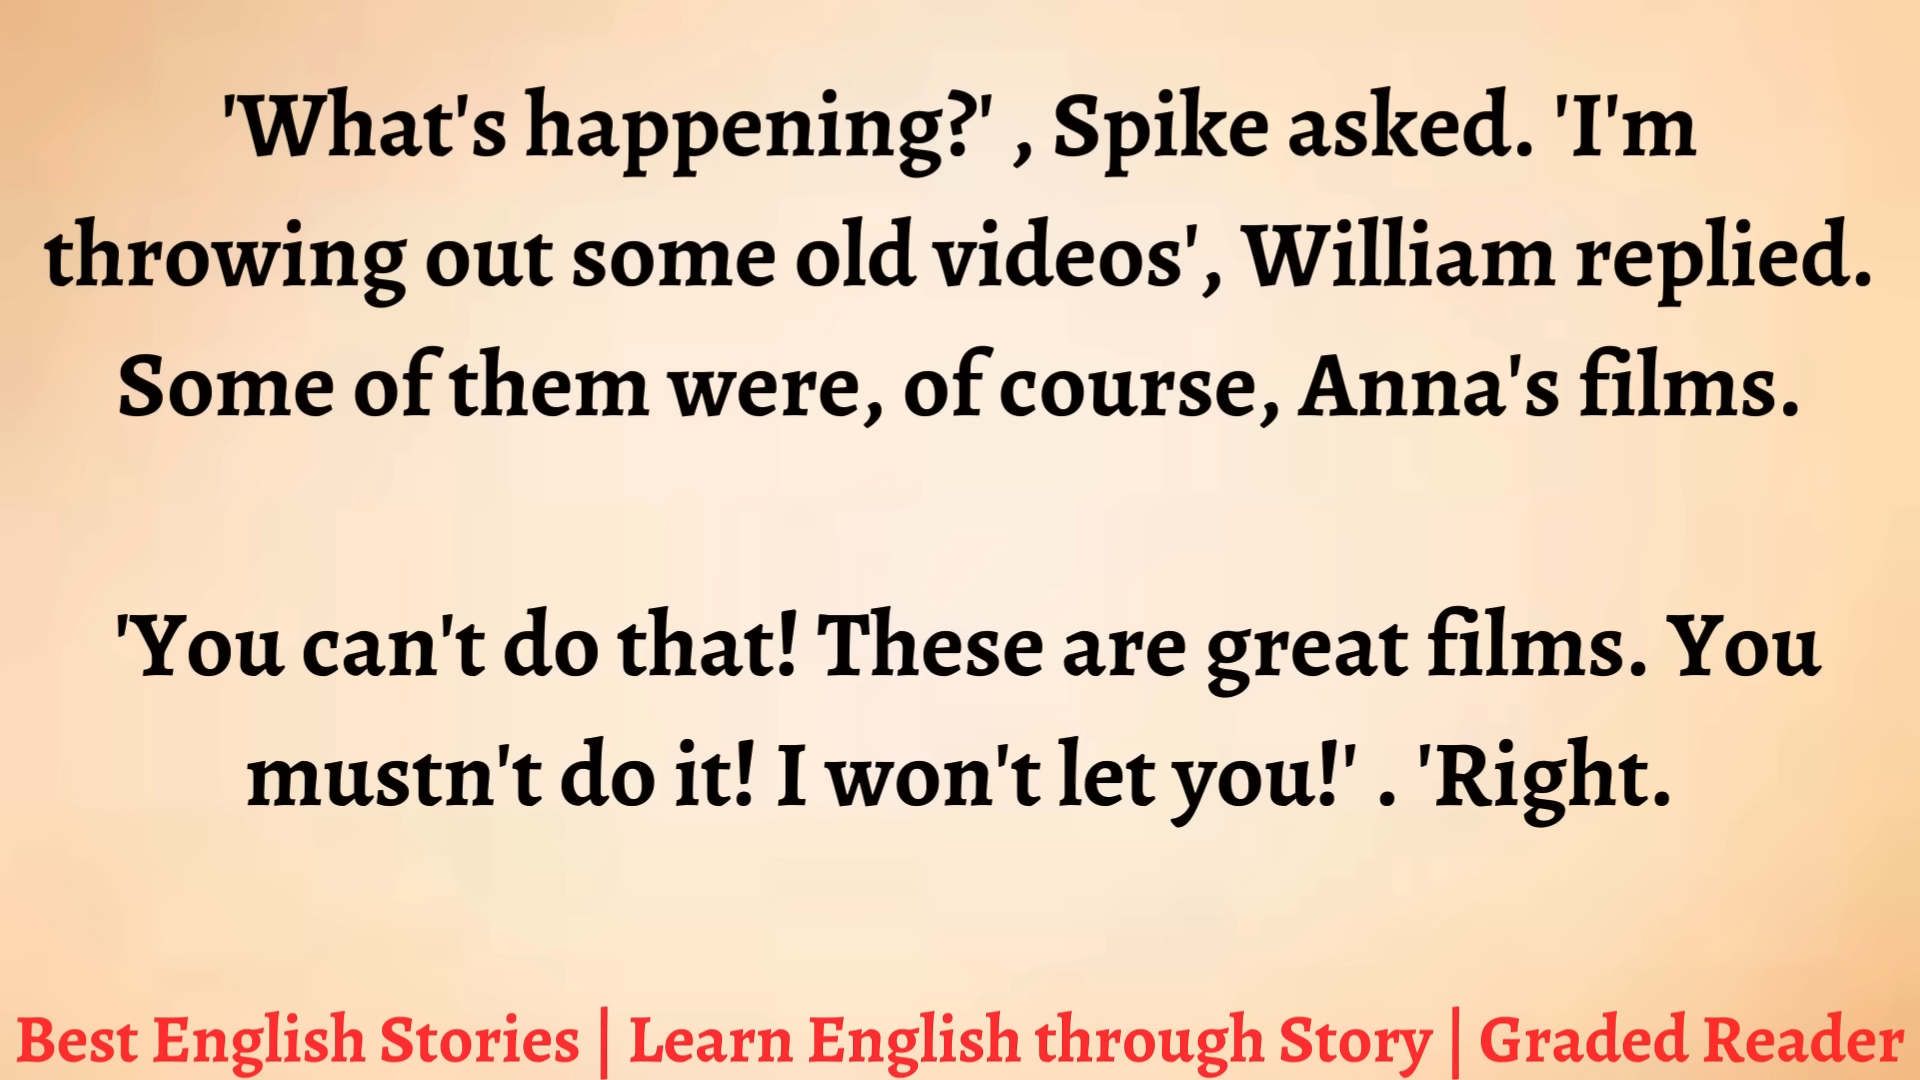 'What's happening?' , Spike asked. 'I'm
throwing out some old videos', William replied.
Some of them were, of course, Anna's films.
'You can't do that! These are great films. You
mustn't do it! I won't let you!' . 'Right.
Best English Stories | Learn English through Story | Graded Reader